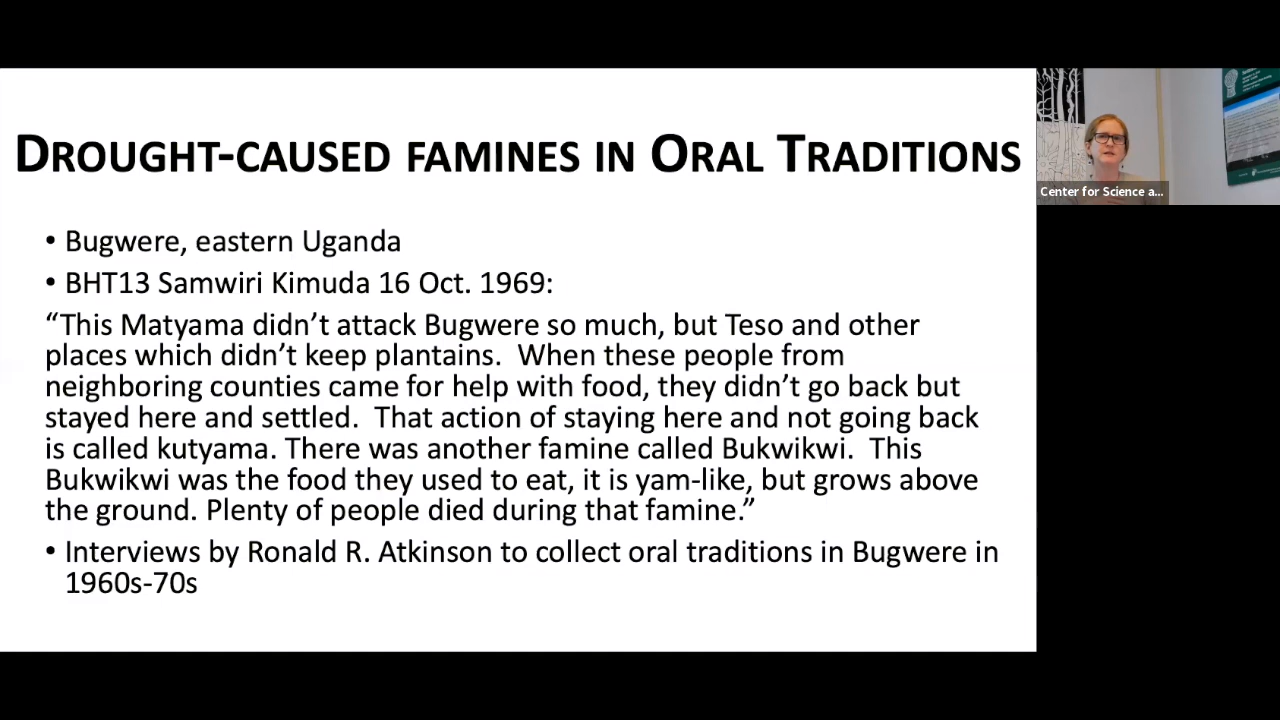 DROUGHT-CAUSED FAMINES IN ORAL TRADITIONS
• Bugwere, eastern Uganda
• BHT13 Samwiri Kimuda 16 Oct. 1969:
“This Matyama didn’t attack Bugwere so much, but Teso and other
places which didn’t keep plantains.  When these people from
neighboring counties came for help with food, they didn’t go back but
stayed here and settled.  That action of staying here and not going back
is called kutyama. There was another famine called Bukwikwi.  This
Bukwikwi was the food they used to eat, it is yam-like, but grows above
the ground. Plenty of people died during that famine.”
• Interviews by Ronald R. Atkinson to collect oral traditions in Bugwere in
1960s-70s
Center for Science a...